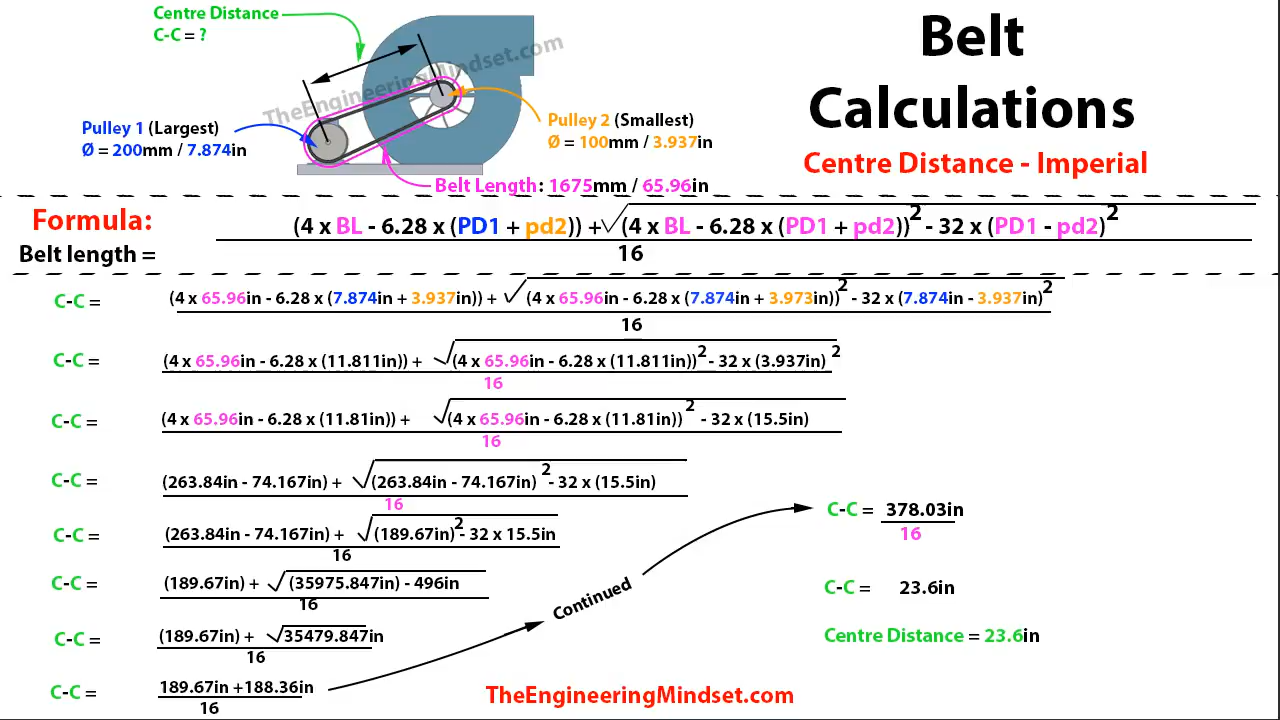 Centre Distance
C-C = ?
Belt
Calculations
Centre Distance - Imperial
TheEngineeringMindset.com
Pulley 1 (Largest)
Ø = 200mm / 7.874in
Pulley 2 (Smallest)
Ø = 100mm / 3.937in
Belt Length: 1675mm / 65.96in
Formula:
Belt length =
(4 x BL - 6.28 x (PD1 + pd2)) + √(4 x BL - 6.28 x (PD1 + pd2))2 - 32 x (PD1 - pd2)2
16
C-C = (4 x 65.96in - 6.28 x (7.874in + 3.937in)) + √(4 x 65.96in - 6.28 x (7.874in + 3.973in))2 - 32 x (7.874in - 3.937in)2
16
C-C = (4 x 65.96in - 6.28 x (11.811in)) + √(4 x 65.96in - 6.28 x (11.811in))2 - 32 x (3.937in) 2
16
C-C = (4 x 65.96in - 6.28 x (11.81in)) + √(4 x 65.96in - 6.28 x (11.81in)) 2 - 32 x (15.5in)
16
C-C = (263.84in - 74.167in) + √(263.84in - 74.167in) 2 - 32 x (15.5in)
16
C-C = (263.84in - 74.167in) + √(189.67in)2 - 32 x 15.5in
16
C-C = (189.67in) + √(35975.847in) - 496in
16
C-C = (189.67in) + √35479.847in
16
C-C = 189.67in +188.36in
16
Continued
C-C = 378.03in
16
C-C = 23.6in
Centre Distance = 23.6in
TheEngineeringMindset.com